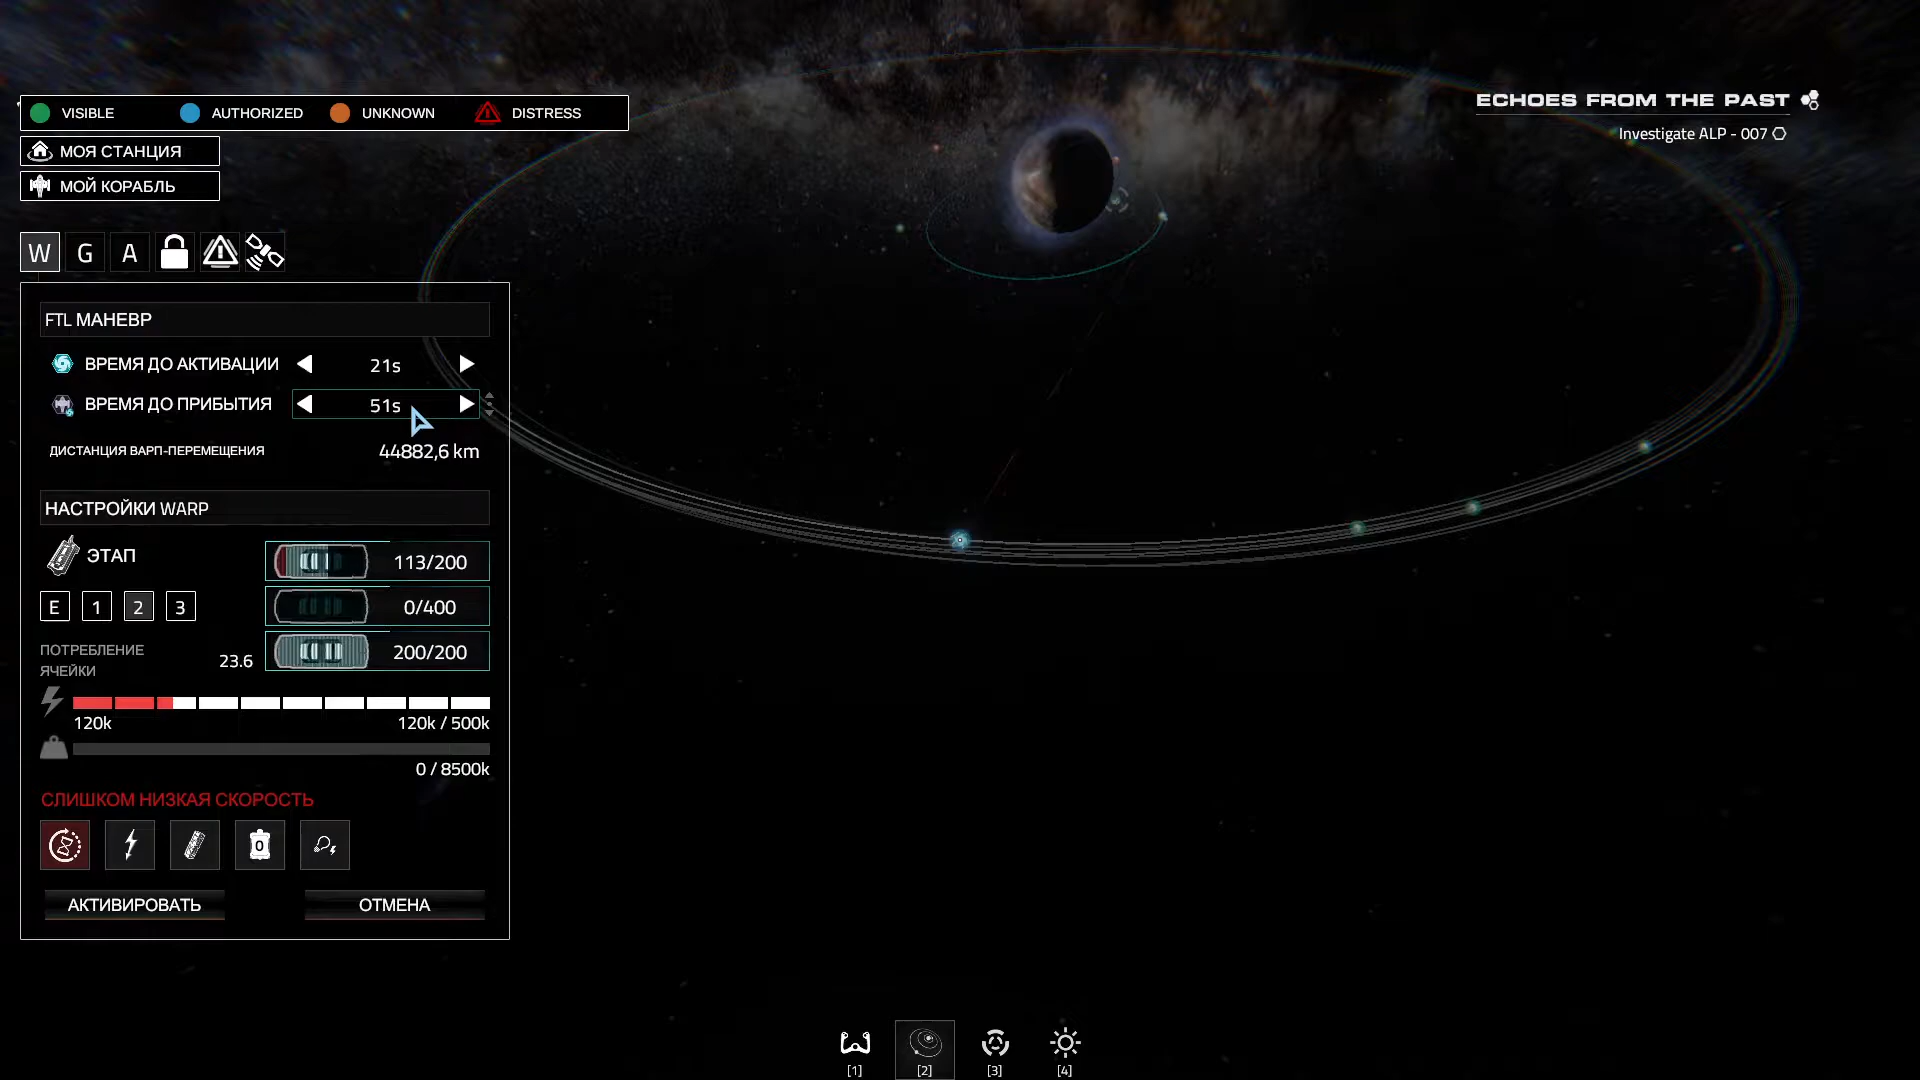 VISIBLE AUTHORIZED UNKNOWN DISTRESS
ECHOES FROM THE PAST
Investigate ALP - 007
МОЯ СТАНЦИЯ
МОЙ КОРАБЛЬ
W G A
FTL МАНЕВР
ВРЕМЯ ДО АКТИВАЦИИ 21s
ВРЕМЯ ДО ПРИБЫТИЯ 51s
ДИСТАНЦИЯ ВАРП-ПЕРЕМЕЩЕНИЯ 44882,6 km
НАСТРОЙКИ WARP
ЭТАП 113/200
E 1 2 3 0/400
ПОТРЕБЛЕНИЕ
ЯЧЕЙКИ 23.6 200/200
120k 120k / 500k
0 / 8500k
СЛИШКОМ НИЗКАЯ СКОРОСТЬ
0
АКТИВИРОВАТЬ ОТМЕНА
[1] [2] [3] [4]